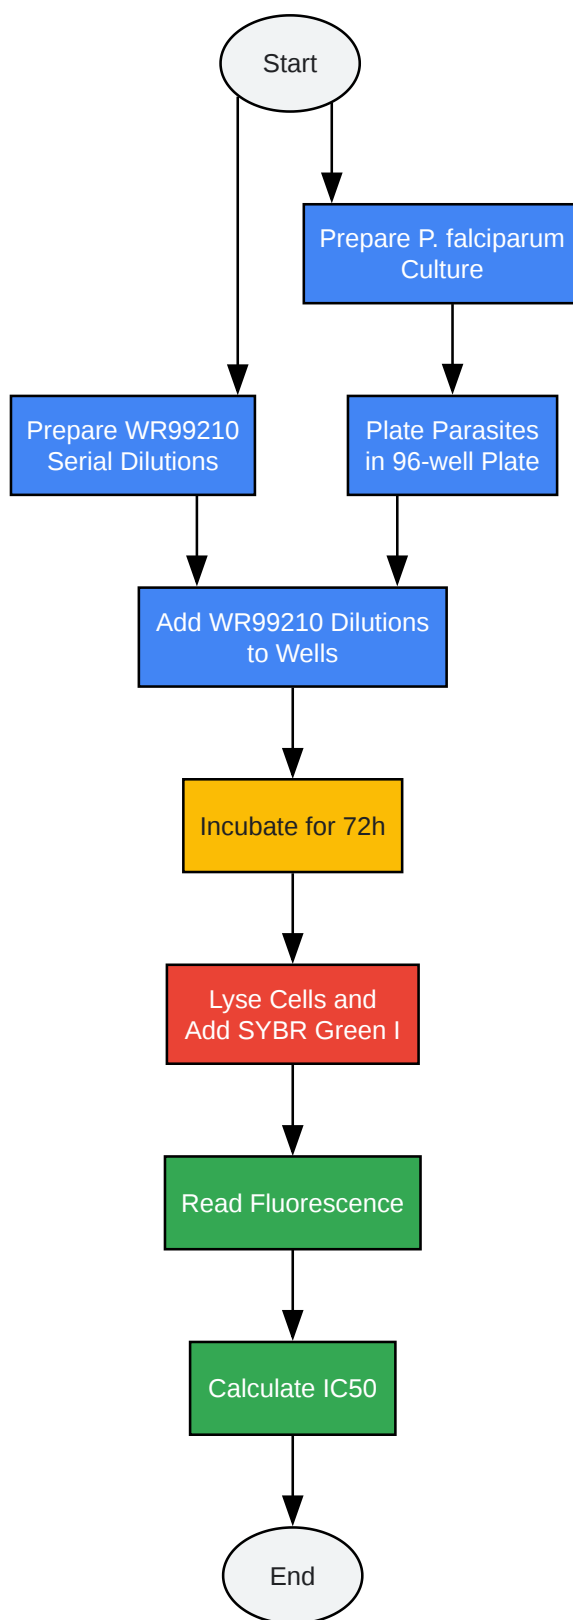 Start
Prepare P. falciparum
Culture
Prepare WR99210
Serial Dilutions
Plate Parasites
in 96-well Plate
Add WR99210 Dilutions
to Wells
Incubate for 72h
Lyse Cells and
Add SYBR Green I
Read Fluorescence
Calculate IC50
End